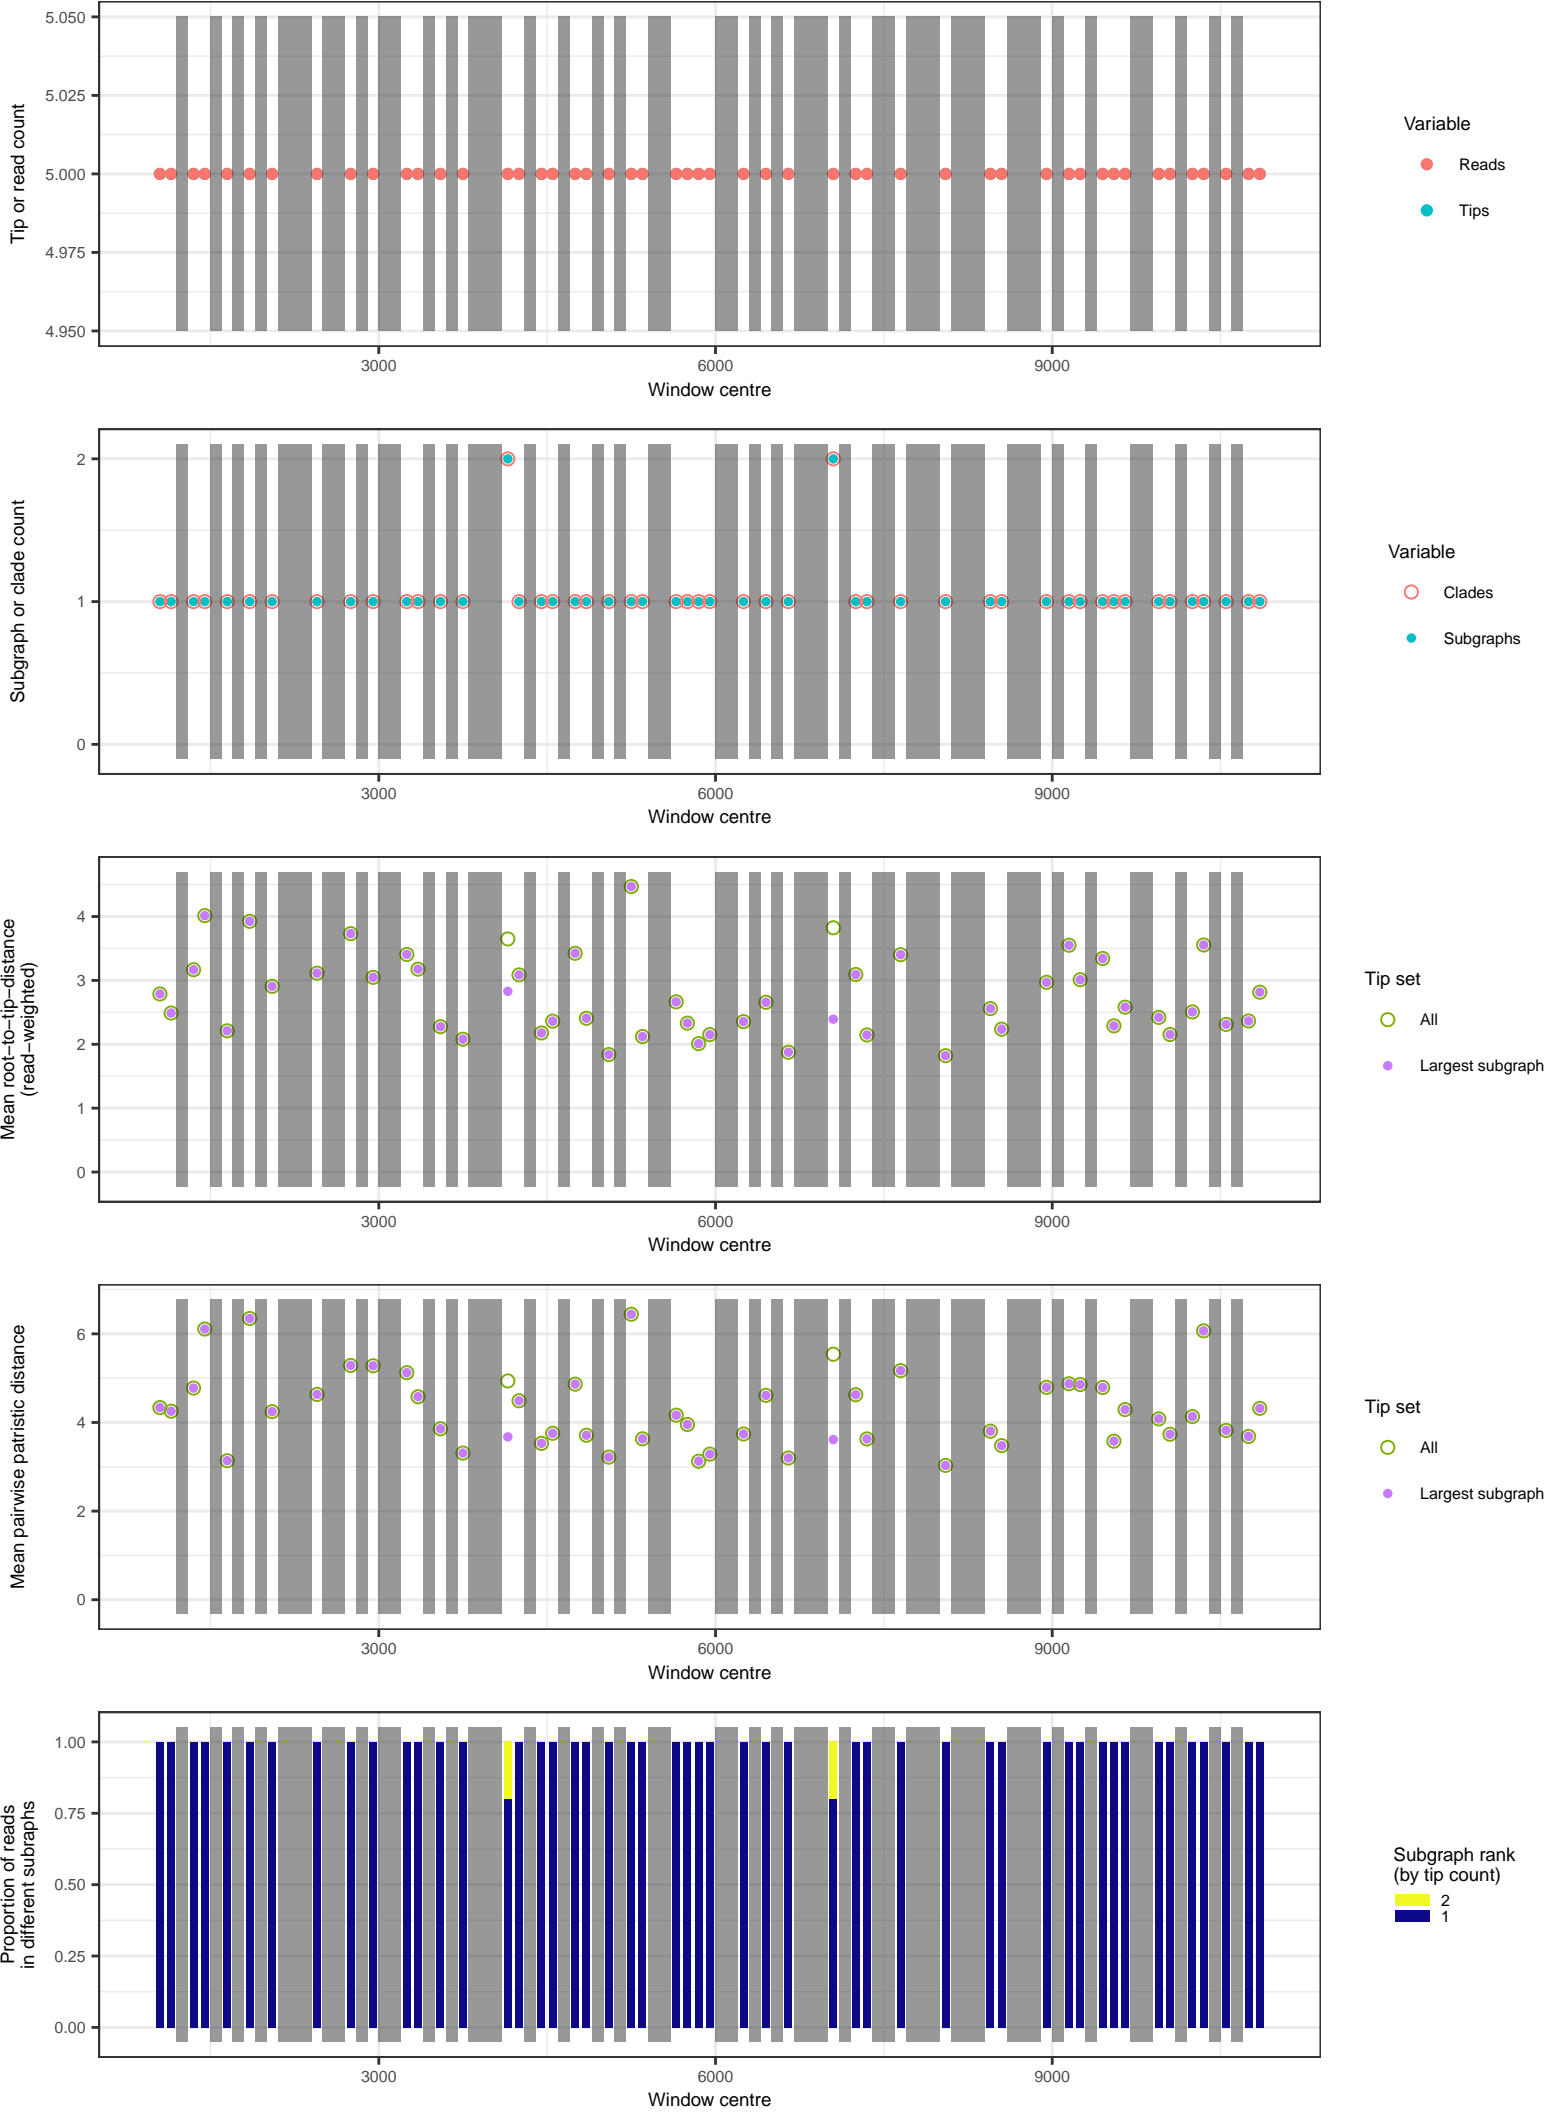 5.050
5.025
5.000
4.975
4.950
Tip or read count
3000
6000
9000
Window centre
Variable
Reads
Tips
2
1
0
Subgraph or clade count
3000
6000
9000
Window centre
Variable
Clades
Subgraphs
4
3
2
1
0
Mean root−to−tip−distance
(read−weighted)
3000
6000
9000
Window centre
Tip set
All
Largest subgraph
6
4
2
0
Mean pairwise patristic distance
3000
6000
9000
Window centre
Tip set
All
Largest subgraph
1.00
0.75
0.50
0.25
0.00
Proportion of reads
in different subraphs
3000
6000
9000
Window centre
Subgraph rank
(by tip count)
2
1